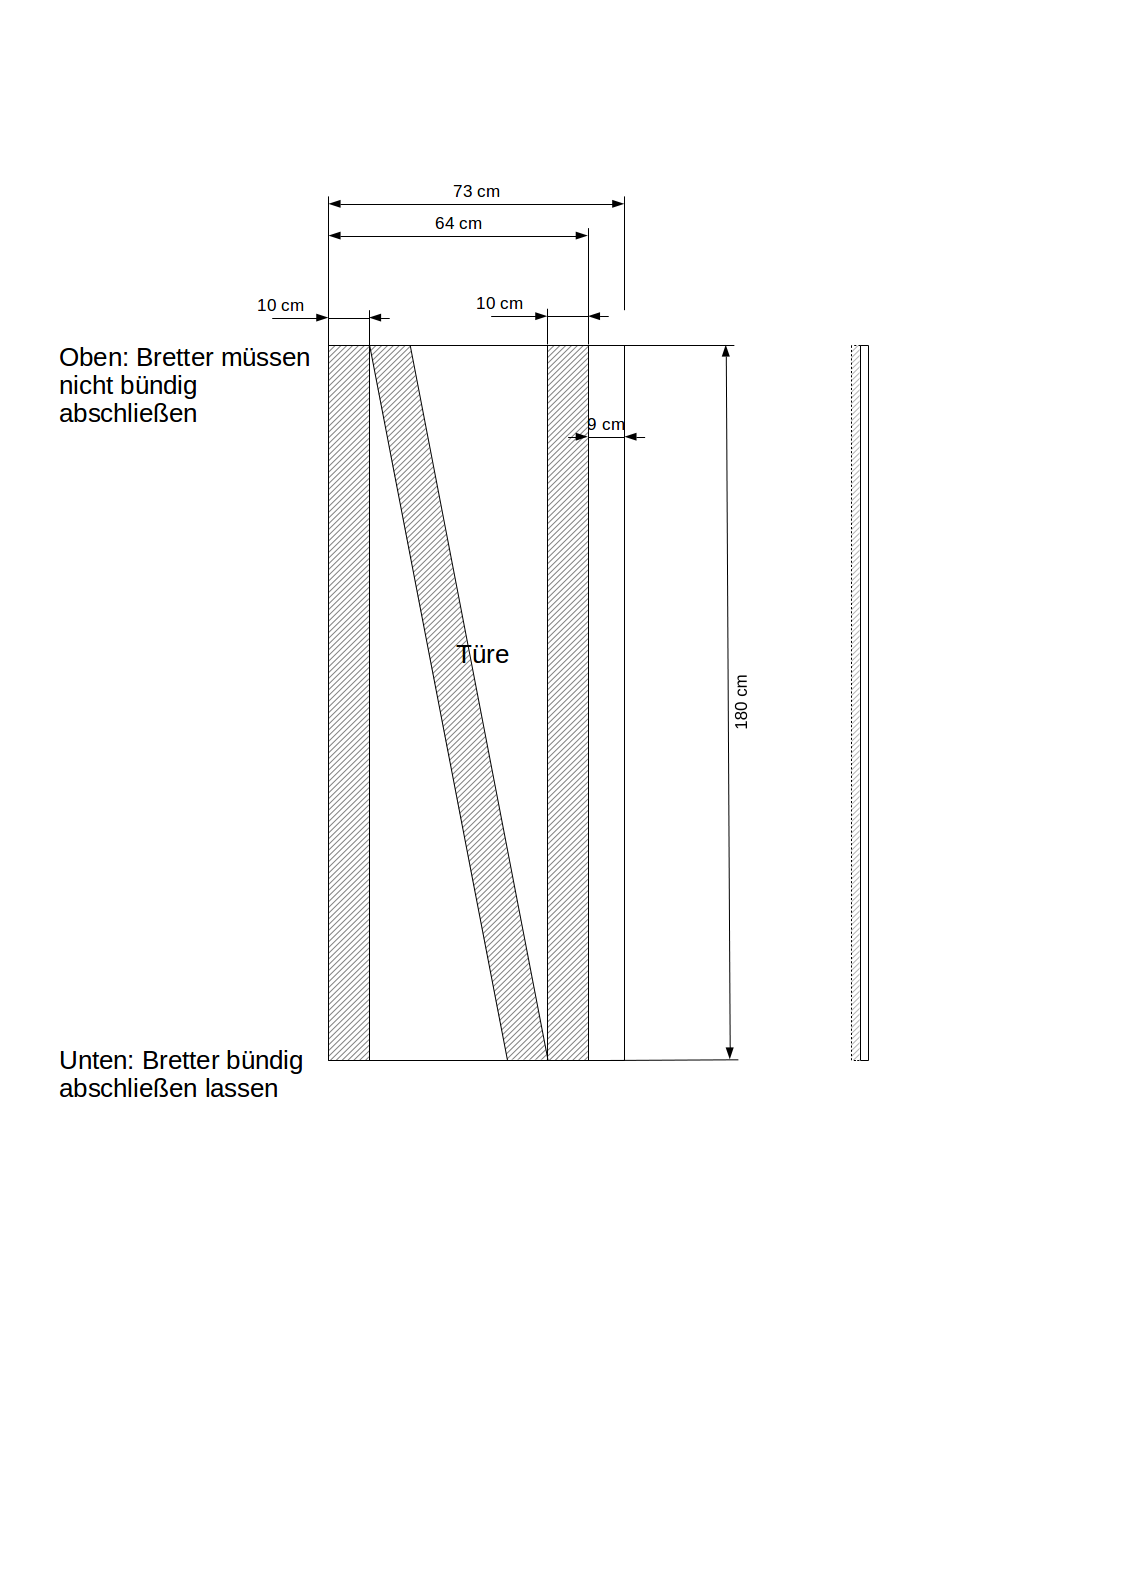 73 cm
64 cm
10 cm
10 cm
Oben: Bretter müssen
nicht bündig
abschließen
9 cm
Türe
180 cm
Unten: Bretter bündig
abschließen lassen